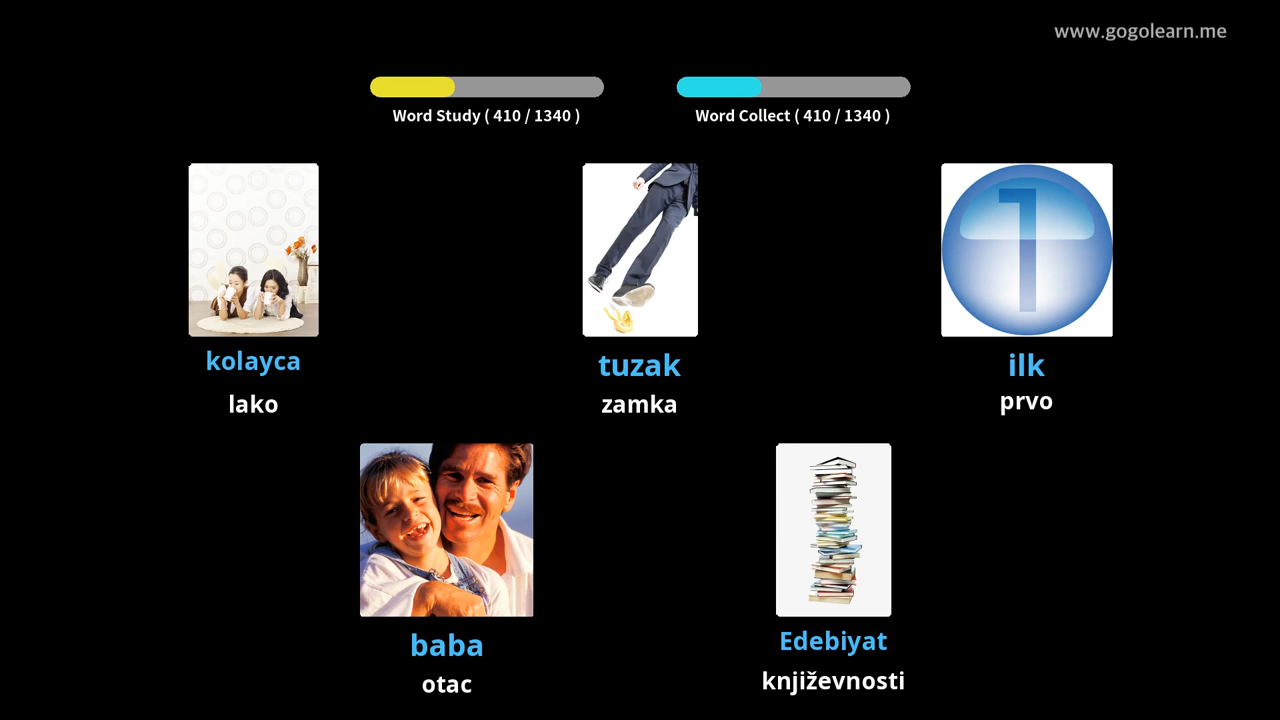 www.gogolearn.me
Word Study ( 410 / 1340 )
Word Collect ( 410 / 1340 )
kolayca
lako
tuzak
zamka
ilk
prvo
baba
otac
Edebiyat
književnosti